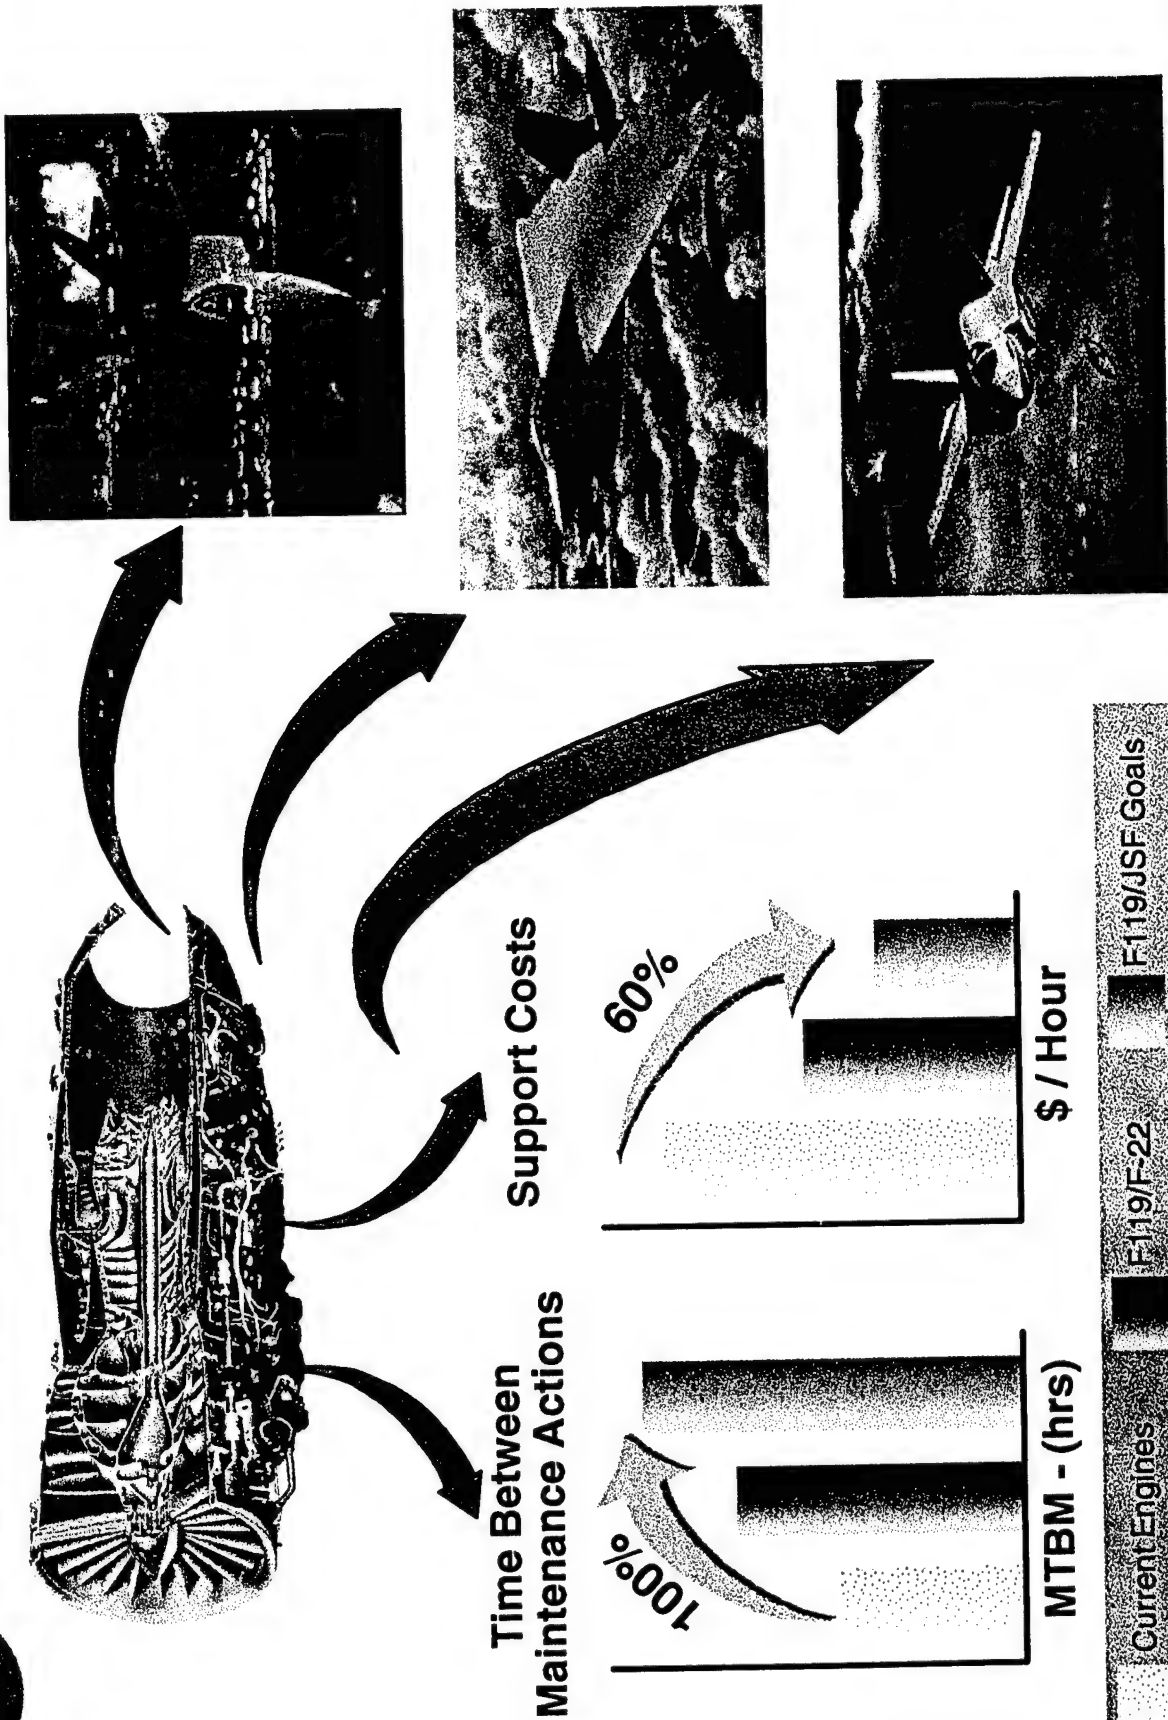 Time Between
Maintenance Actions
100%
MTBM - (hrs)
Support Costs
60%
$ / Hour
Current Engines
F119/F-22
F119/JSF Goals